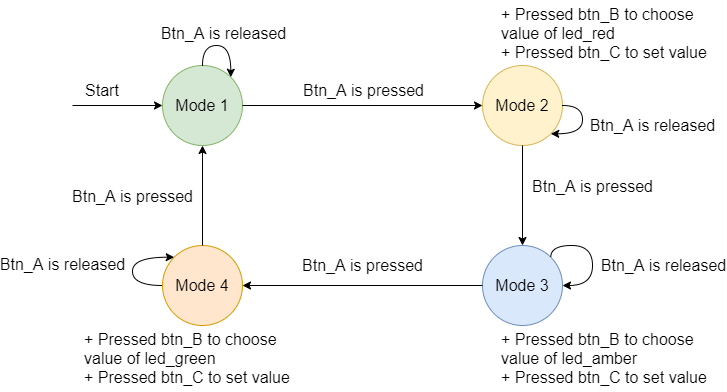 + Pressed btn_B to choose
value of led_red
+ Pressed btn_C to set value
Btn_A is released
Start
Mode 1
Btn_A is pressed
Mode 2
Btn_A is released
Btn_A is pressed
Btn_A is pressed
Btn_A is released
Mode 4
Btn_A is pressed
Mode 3
Btn_A is released
+ Pressed btn_B to choose
value of led_green
+ Pressed btn_C to set value
+ Pressed btn_B to choose
value of led_amber
+ Pressed btn_C to set value